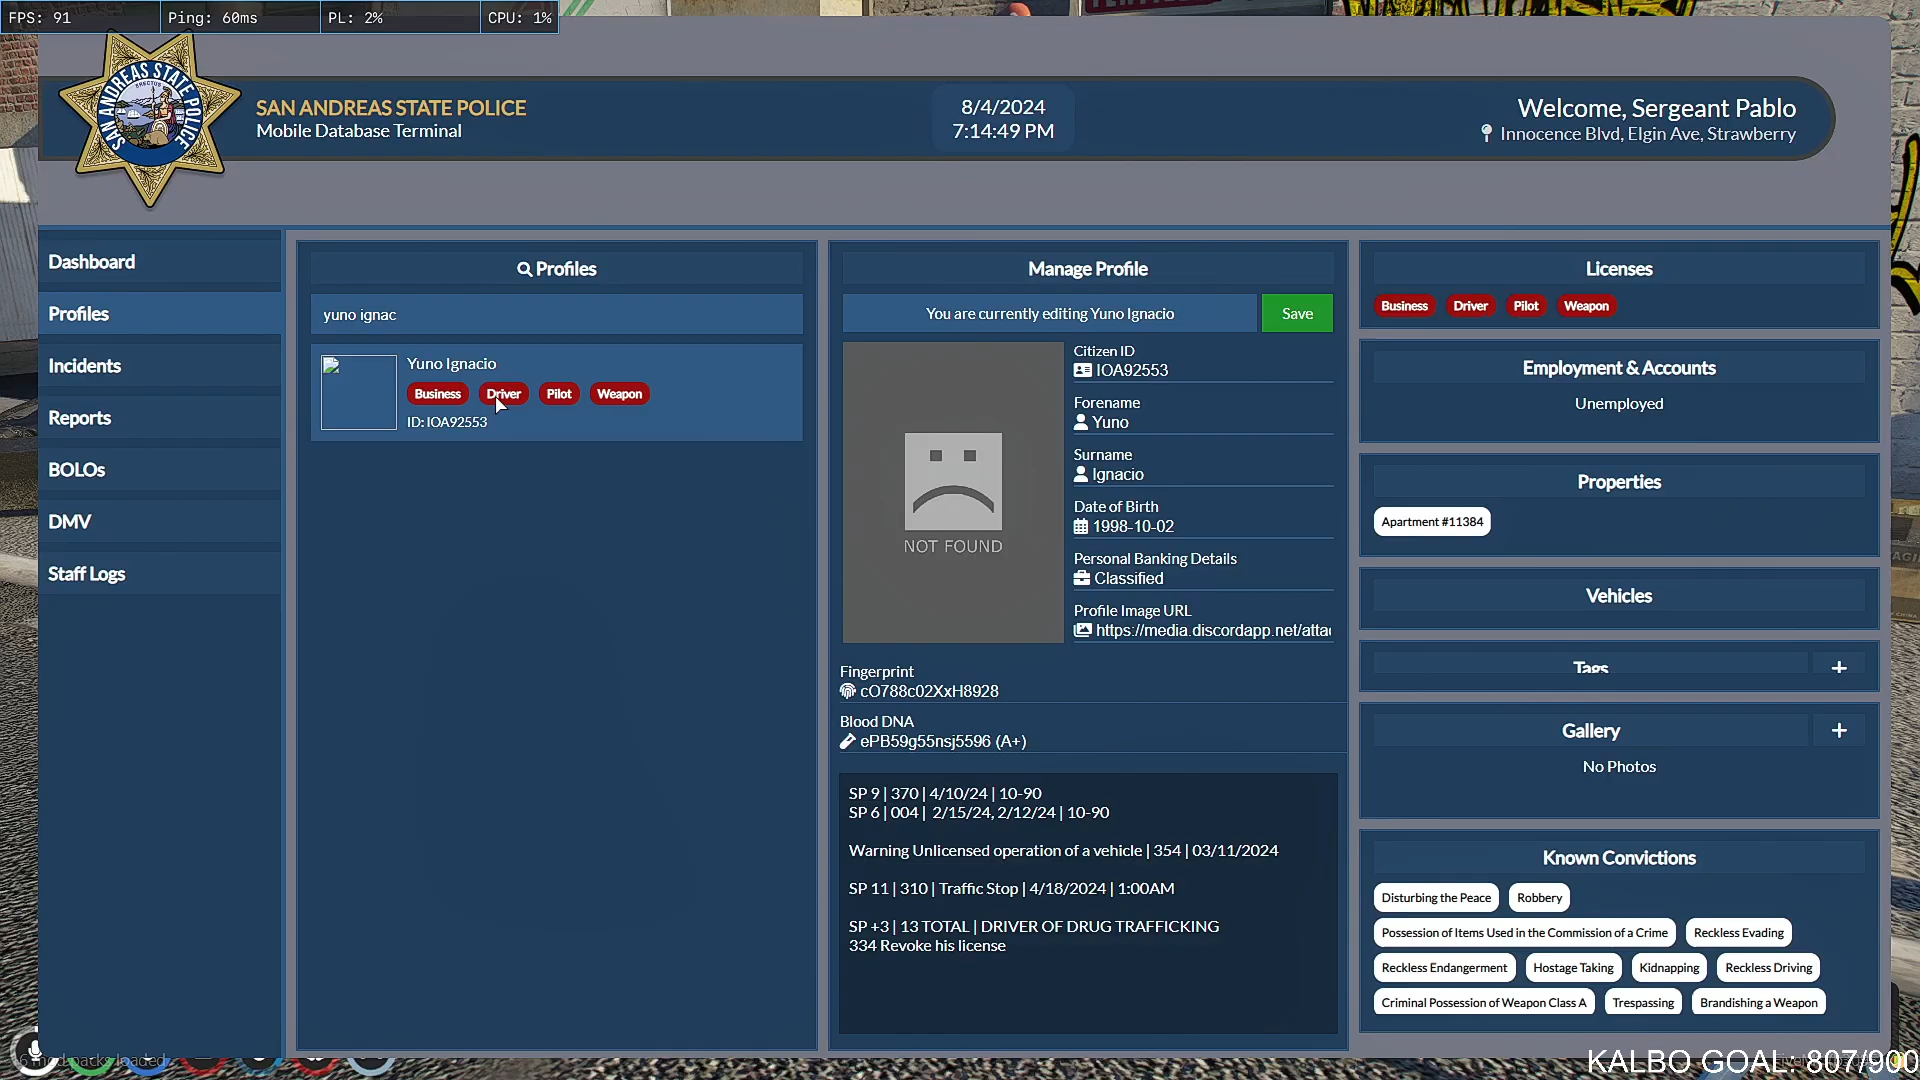 FPS: 91
Ping: 60ms
PL: 2%
CPU: 1%
SAN ANDREAS STATE POLICE
SAN ANDREAS STATE POLICE
Mobile Database Terminal
8/4/2024
7:14:49 PM
Welcome, Sergeant Pablo
Innocence Blvd, Elgin Ave, Strawberry
Dashboard
Profiles
Incidents
Reports
BOLOs
DMV
Staff Logs
Profiles
yuno ignac
Yuno Ignacio
Business Driver Pilot Weapon
ID: IOA92553
Manage Profile
You are currently editing Yuno Ignacio
Save
NOT FOUND
Citizen ID
IOA92553
Forename
Yuno
Surname
Ignacio
Date of Birth
1998-10-02
Personal Banking Details
Classified
Profile Image URL
https://media.discordapp.net/attac
Fingerprint
cO788c02XxH8928
Blood DNA
ePB59g55nsj5596 (A+)
SP 9 | 370 | 4/10/24 | 10-90
SP 6 | 004 | 2/15/24, 2/12/24 | 10-90
Warning Unlicensed operation of a vehicle | 354 | 03/11/2024
SP 11 | 310 | Traffic Stop | 4/18/2024 | 1:00AM
SP +3 | 13 TOTAL | DRIVER OF DRUG TRAFFICKING
334 Revoke his license
Licenses
Business Driver Pilot Weapon
Employment & Accounts
Unemployed
Properties
Apartment #11384
Vehicles
Tags
+
Gallery
+
No Photos
Known Convictions
Disturbing the Peace Robbery
Possession of Items Used in the Commission of a Crime Reckless Evading
Reckless Endangerment Hostage Taking Kidnapping Reckless Driving
Criminal Possession of Weapon Class A Trespassing Brandishing a Weapon
6 mod packs loaded
KALBO GOAL: 807/900